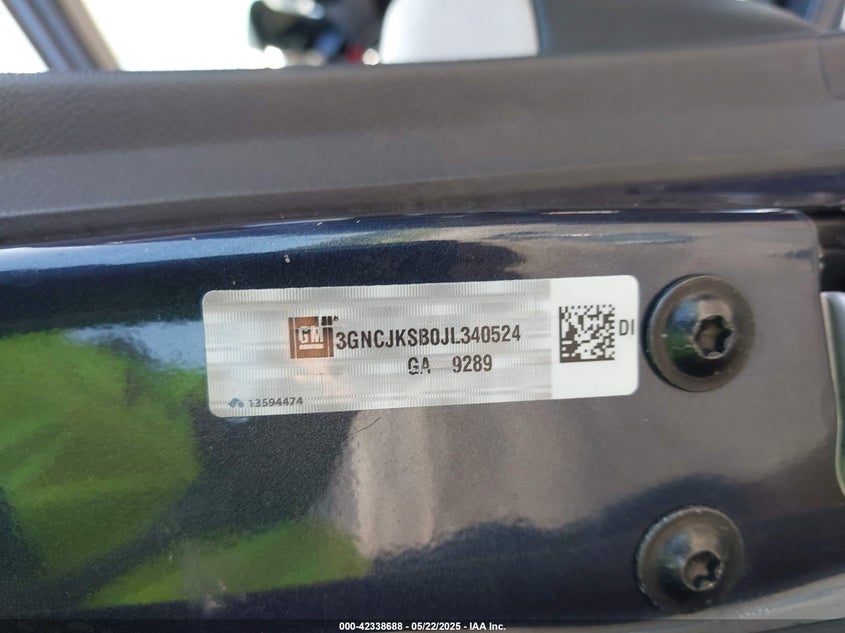 GM
3GNCJKSB0JL340524
GA 9289
DI
13594474
000-42338688 - 05/22/2025 - IAA Inc.